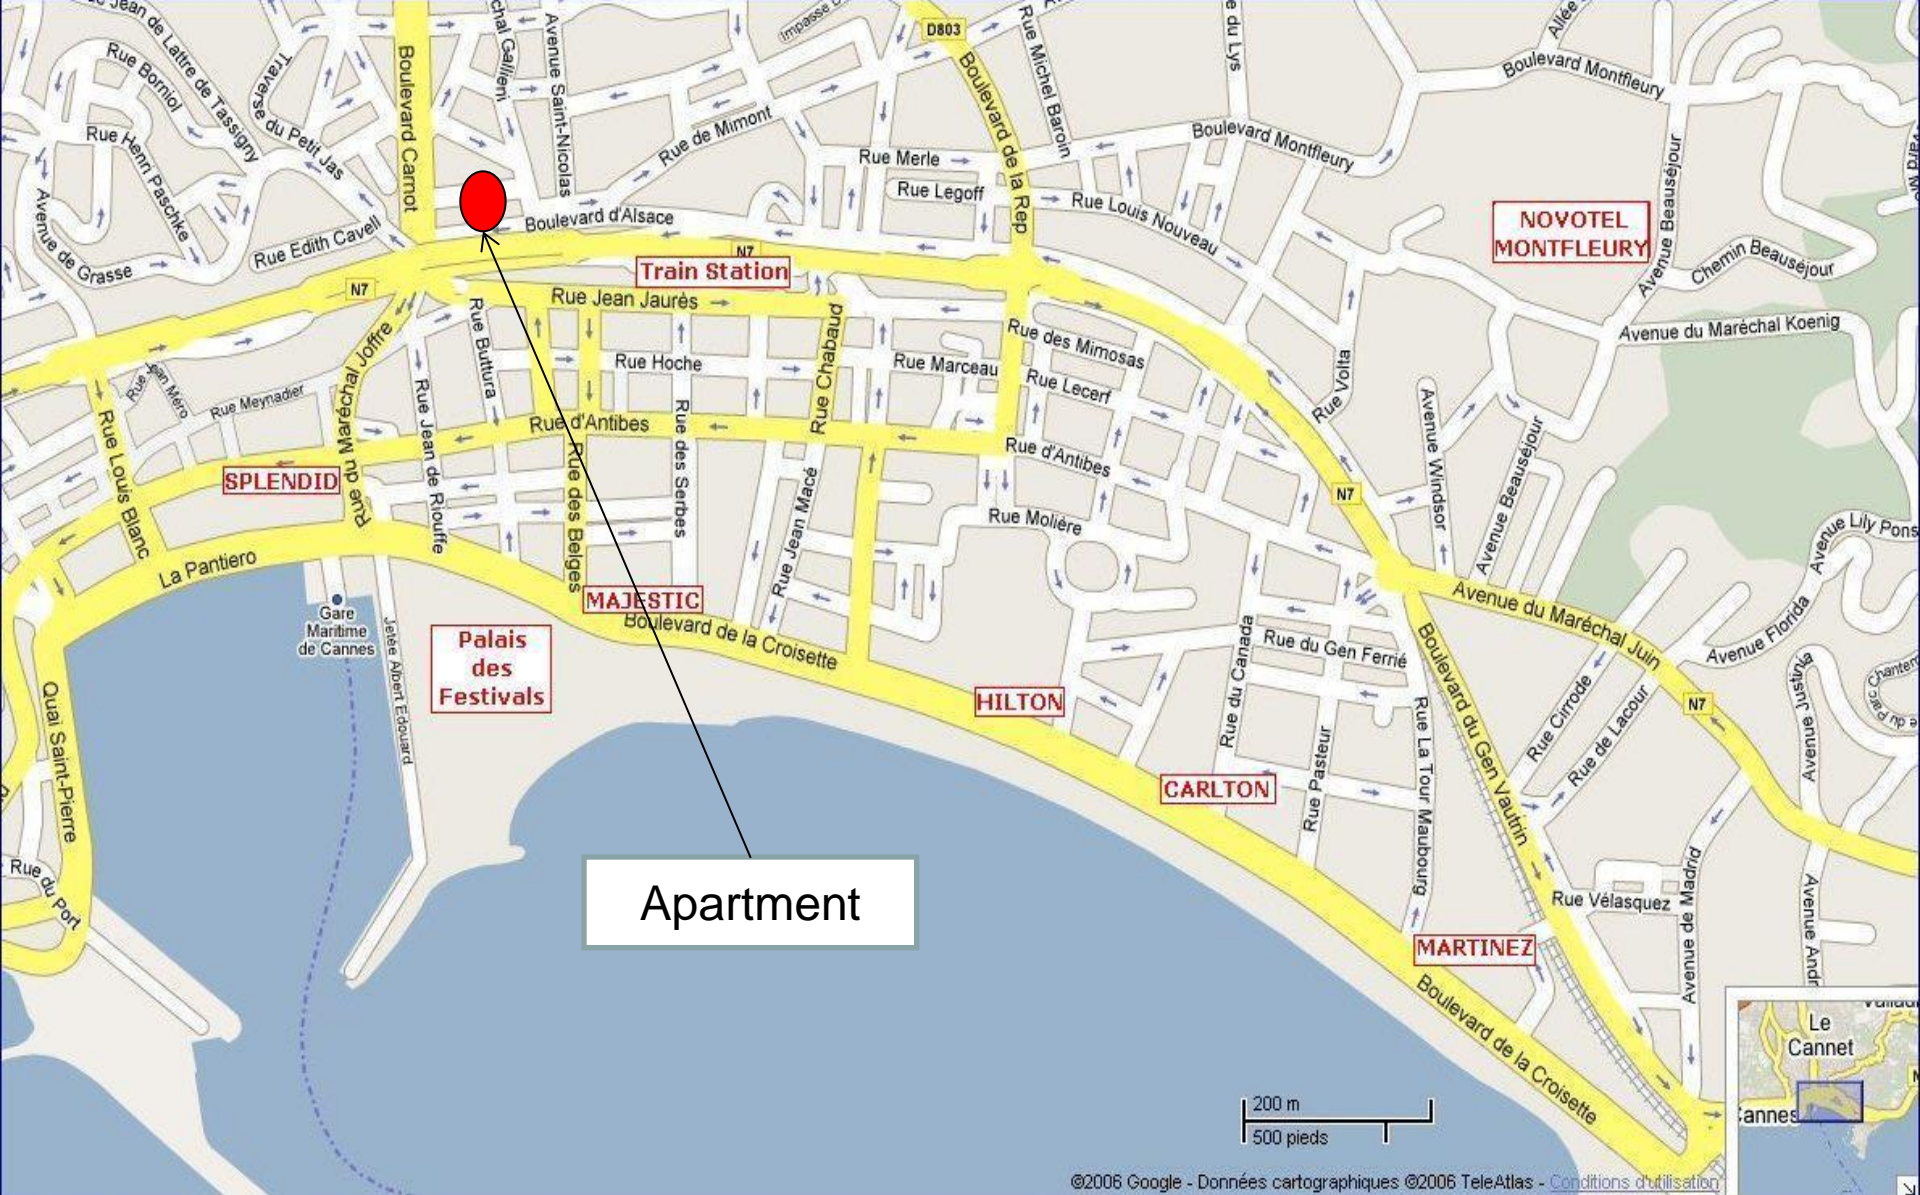 Jean de Lattre de Tassigny
Rue Borniol
Traverse du Petit Jas
Boulevard Carnot
Gallieni
Avenue Saint-Nicolas
Impasse
D803
Boulevard de la Rep
Rue Michel Baroin
du Lys
Allée
Boulevard Montfleury
Rue Henri Paschke
Rue de Mimont
Rue Merle
Boulevard Montfleury
Rue Legoff
Rue Louis Nouveau
Avenue de Grasse
Rue Edith Cavell
Boulevard d'Alsace
N7
Train Station
NOVOTEL
MONTFLEURY
Avenue Beauséjour
Chemin Beauséjour
N7
Rue Jean Jaurès
Rue Buttura
Rue Chabaud
Rue des Mimosas
Avenue du Maréchal Koenig
Rue Hoche
Rue Marceau
Rue Lecerf
Rue Volta
Rue Jean Méro
Rue Meynadier
Rue du Maréchal Joffre
Rue Jean de Riouffe
Rue d'Antibes
Rue des Serbes
Rue d'Antibes
Avenue Windsor
Avenue Beauséjour
Rue Louis Blanc
SPLENDID
Rue des Belges
Rue Jean Macé
Rue Molière
N7
Avenue Lily Pons
La Pantiero
Gare
Maritime
de Cannes
Jetée Albert Edouard
Palais
des
Festivals
MAJESTIC
Boulevard de la Croisette
Rue du Canada
Rue du Gen Ferrié
Avenue du Maréchal Juin
Avenue Florida
Avenue Justinia
HILTON
Boulevard du Gen Vautrin
Rue Cirrode
Rue de Lacour
N7
Quai Saint-Pierre
CARLTON
Rue Pasteur
Rue La Tour Maubourg
Rue du Port
Apartment
Rue Vélasquez
Avenue de Madrid
Avenue Andr
MARTINEZ
Boulevard de la Croisette
Le
Cannet
Cannes
200 m
500 pieds
©2006 Google - Données cartographiques ©2006 TeleAtlas - Conditions d'utilisation